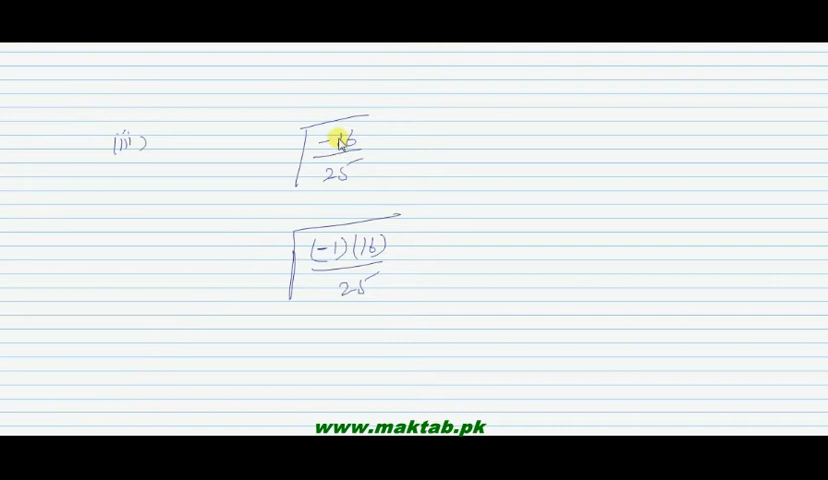 (iii) √(-16/25)
√((-1)(16)/25)
www.maktab.pk